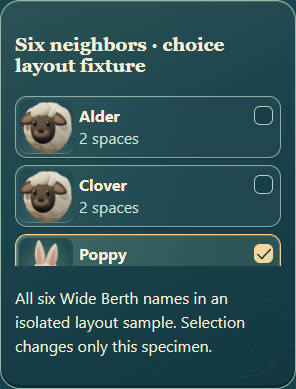 Six neighbors · choice
layout fixture
Alder
2 spaces
Clover
2 spaces
Poppy
All six Wide Berth names in an
isolated layout sample. Selection
changes only this specimen.